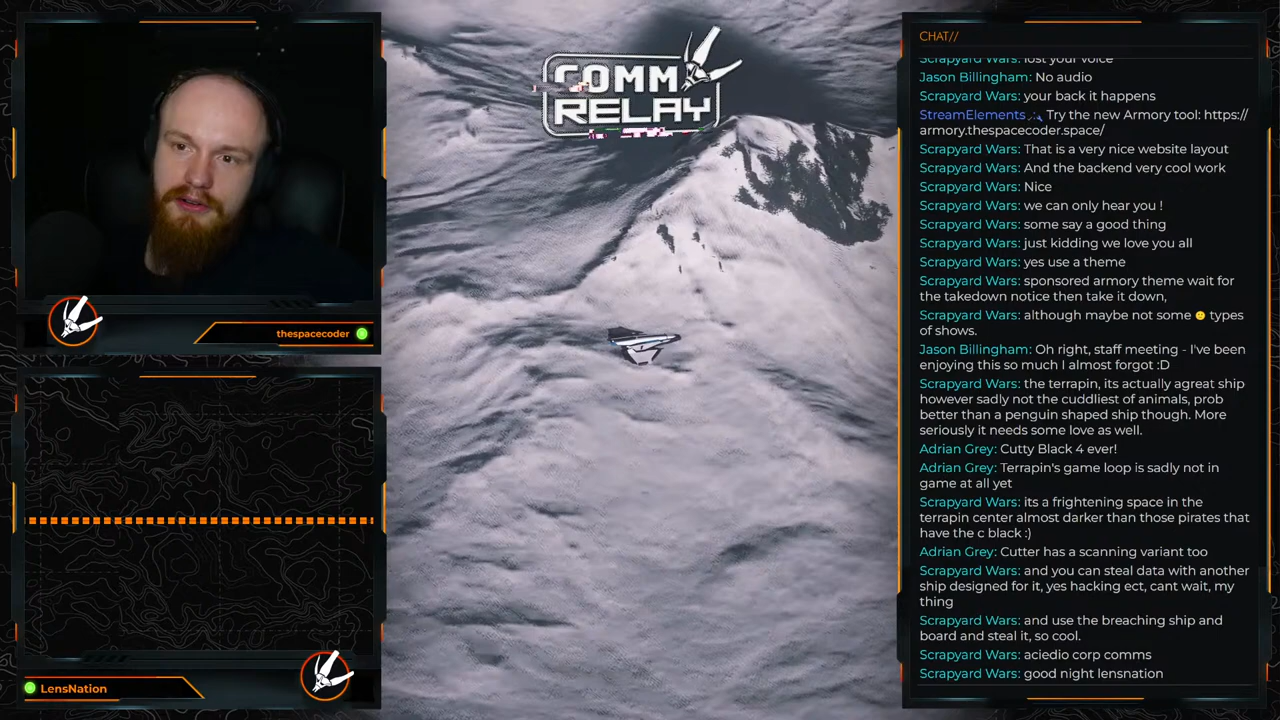 COMM
RELAY
thespacecoder
LensNation
CHAT//
Scrapyard Wars: lost your voice
Jason Billingham: No audio
Scrapyard Wars: your back it happens
StreamElements Try the new Armory tool: https://
armory.thespacecoder.space/
Scrapyard Wars: That is a very nice website layout
Scrapyard Wars: And the backend very cool work
Scrapyard Wars: Nice
Scrapyard Wars: we can only hear you !
Scrapyard Wars: some say a good thing
Scrapyard Wars: just kidding we love you all
Scrapyard Wars: yes use a theme
Scrapyard Wars: sponsored armory theme wait for
the takedown notice then take it down,
Scrapyard Wars: although maybe not some 🙂 types
of shows.
Jason Billingham: Oh right, staff meeting - I've been
enjoying this so much I almost forgot :D
Scrapyard Wars: the terrapin, its actually agreat ship
however sadly not the cuddliest of animals, prob
better than a penguin shaped ship though. More
seriously it needs some love as well.
Adrian Grey: Cutty Black 4 ever!
Adrian Grey: Terrapin's game loop is sadly not in
game at all yet
Scrapyard Wars: its a frightening space in the
terrapin center almost darker than those pirates that
have the c black :)
Adrian Grey: Cutter has a scanning variant too
Scrapyard Wars: and you can steal data with another
ship designed for it, yes hacking ect, cant wait, my
thing
Scrapyard Wars: and use the breaching ship and
board and steal it, so cool.
Scrapyard Wars: aciedio corp comms
Scrapyard Wars: good night lensnation